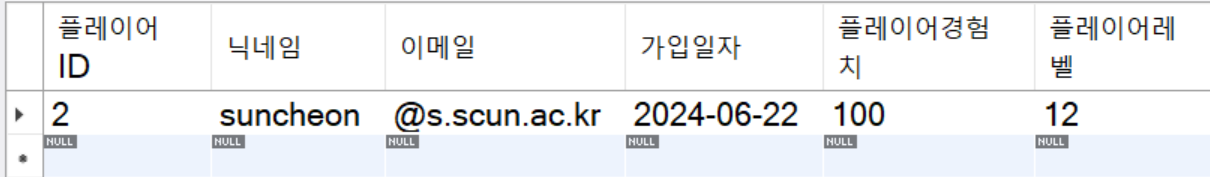 플레이어 ID 닉네임 이메일 가입일자 플레이어경험치 플레이어레벨
2 suncheon @s.scun.ac.kr 2024-06-22 100 12
NULL NULL NULL NULL NULL NULL